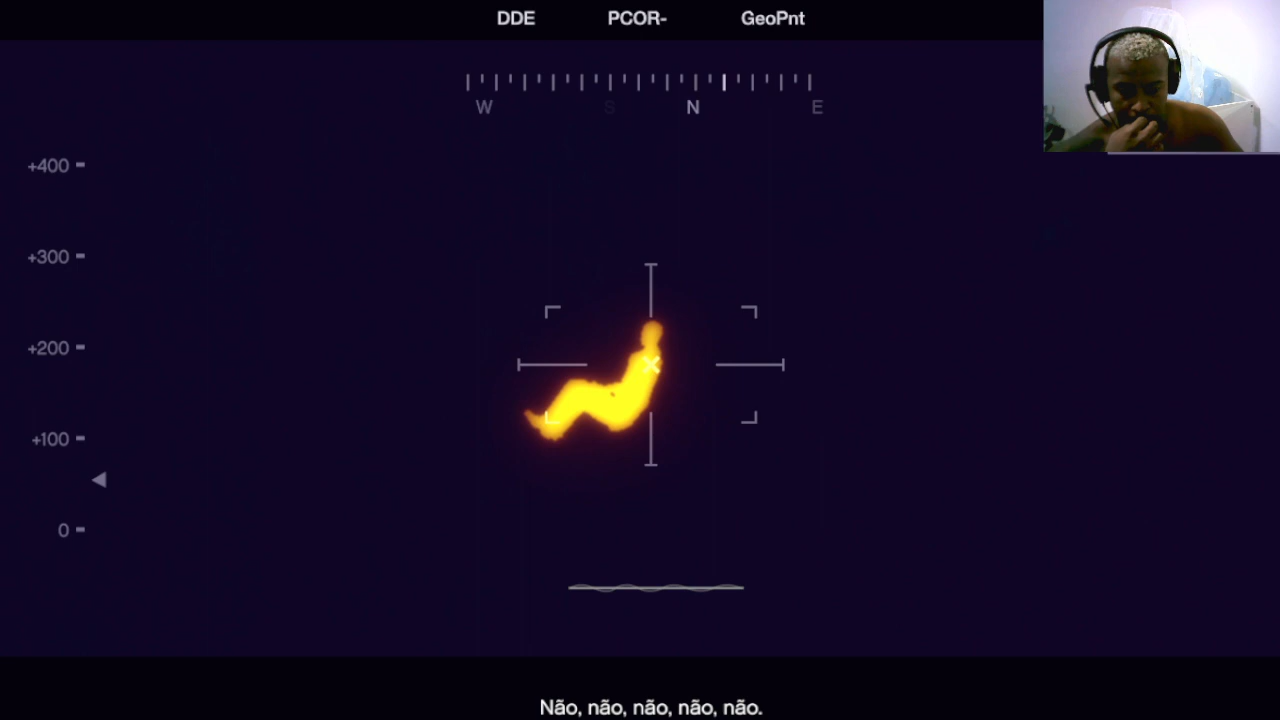 DDE PCOR- GeoPnt
W S N E
+400
+300
+200
+100
0
Não, não, não, não, não.